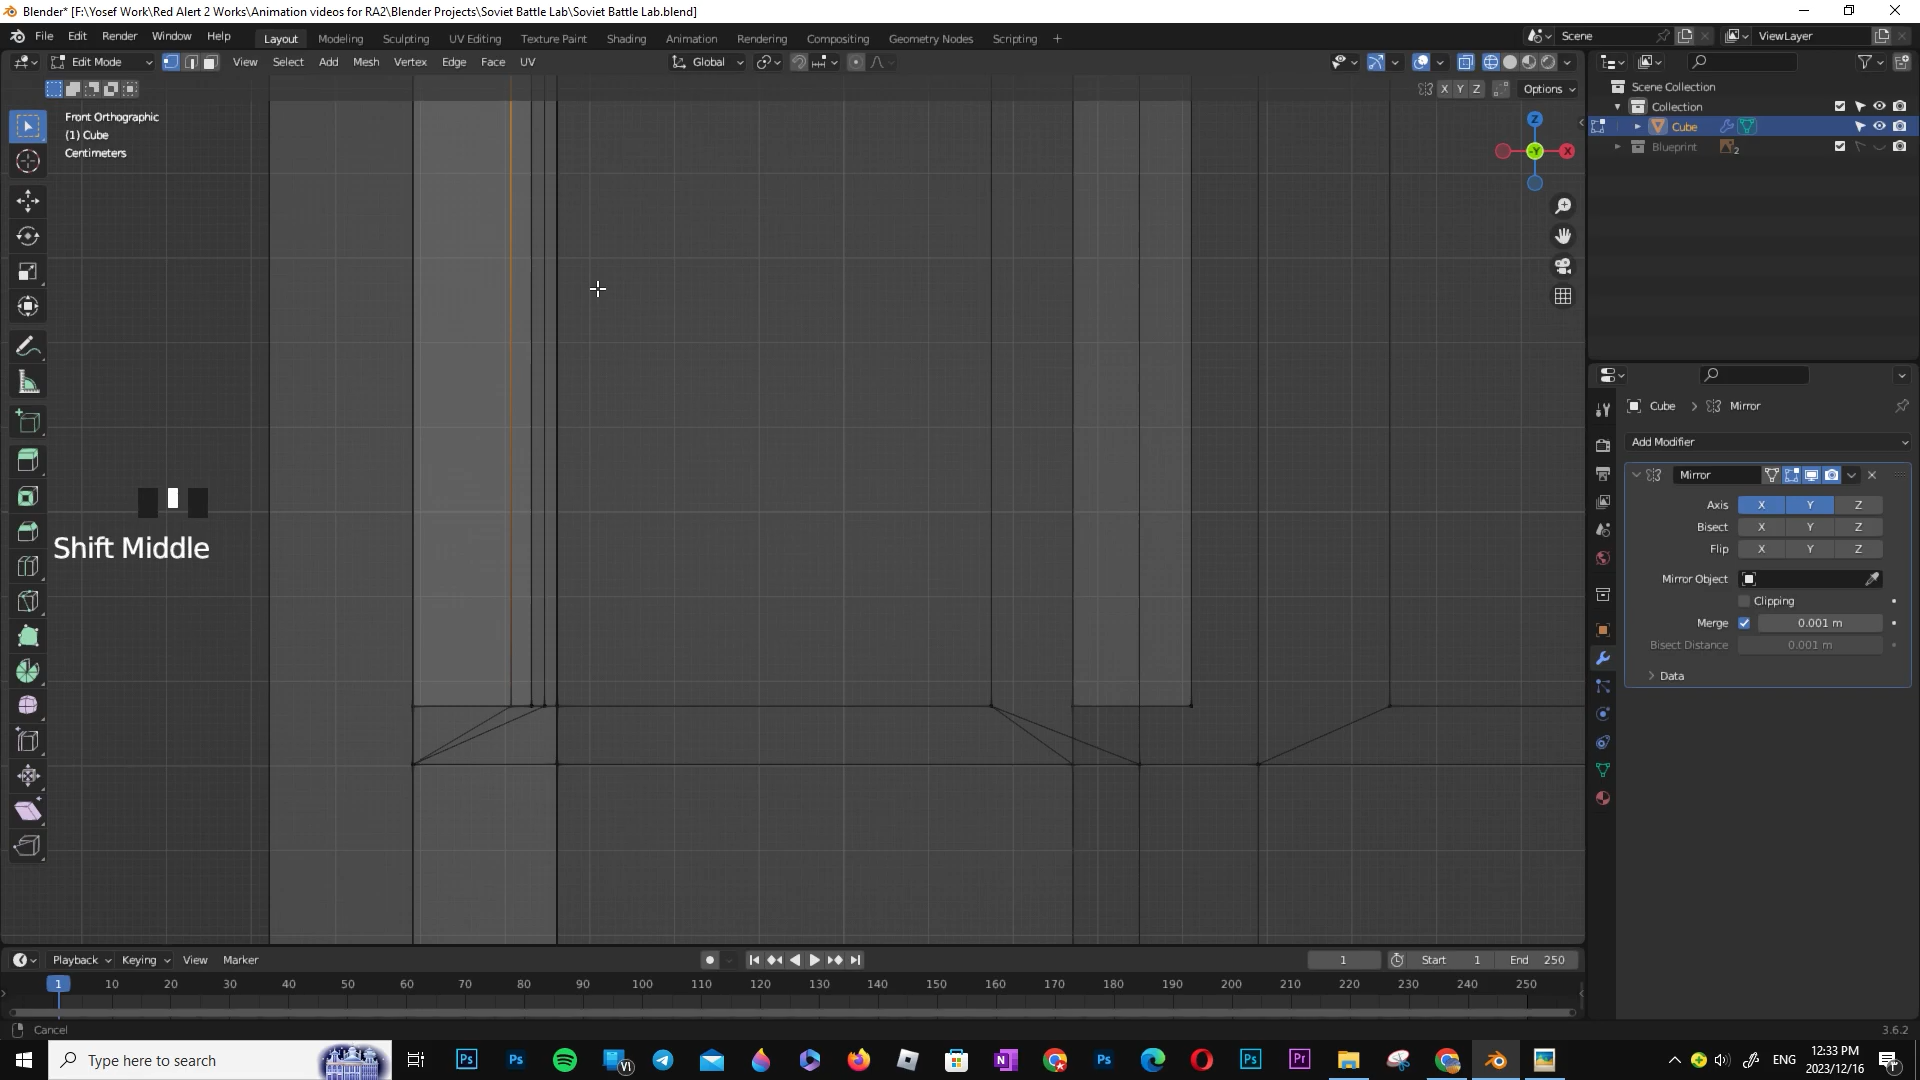 Blender* [F:\Yosef Work\Red Alert 2 Works\Animation videos for RA2\Blender Projects\Soviet Battle Lab\Soviet Battle Lab.blend]
File Edit Render Window Help Layout Modeling Sculpting UV Editing Texture Paint Shading Animation Rendering Compositing Geometry Nodes Scripting + Scene ViewLayer
Edit Mode View Select Add Mesh Vertex Edge Face UV Global
X Y Z Options
Front Orthographic
(1) Cube
Centimeters
Z
-Y X
Scene Collection
Collection
Cube
Blueprint 2
Cube > Mirror
Add Modifier
Mirror
Axis X Y Z
Bisect X Y Z
Flip X Y Z
Mirror Object
Clipping
Merge 0.001 m
Bisect Distance 0.001 m
> Data
Shift Middle
Playback Keying View Marker 1 Start 1 End 250
1 10 20 30 40 50 60 70 80 90 100 110 120 130 140 150 160 170 180 190 200 210 220 230 240 250
Cancel 3.6.2
Type here to search Ps Ps VI N Ps Ps Pr ENG 12:33 PM
2023/12/16